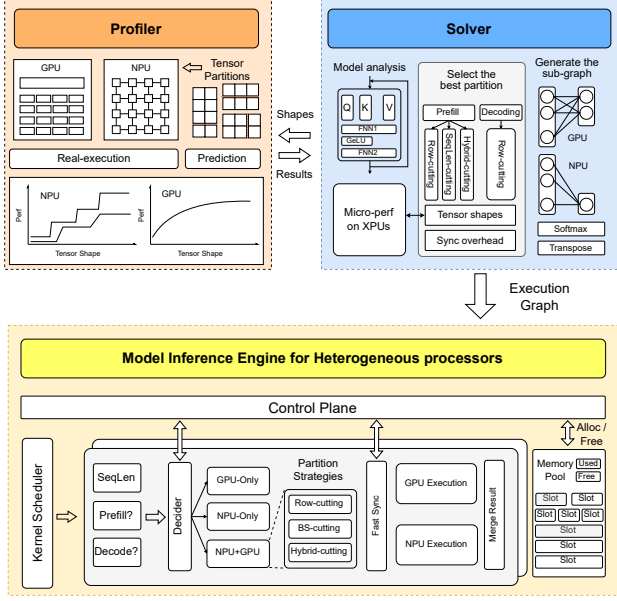 Profiler
GPU
NPU
Tensor
Partitions
Real-execution
Prediction
NPU
Perf
Tensor Shape
GPU
Perf
Tensor Shape
Shapes
Results
Solver
Model analysis
Q
K
V
FNN1
GeLU
FNN2
Micro-perf
on XPUs
Select the
best partition
Prefill
Decoding
Row-cutting
SeqLen-cutting
Hybrid-cutting
Row-cutting
Tensor shapes
Sync overhead
Generate the
sub-graph
GPU
NPU
Softmax
Transpose
Execution
Graph
Model Inference Engine for Heterogeneous processors
Control Plane
Alloc /
Free
Kernel Scheduler
SeqLen
Prefill?
Decode?
Decider
GPU-Only
NPU-Only
NPU+GPU
Partition
Strategies
Row-cutting
BS-cutting
Hybrid-cutting
Fast Sync
GPU Execution
NPU Execution
Merge Result
Memory
Pool
Used
Free
Slot
Slot
Slot
Slot
Slot
Slot
Slot
Slot